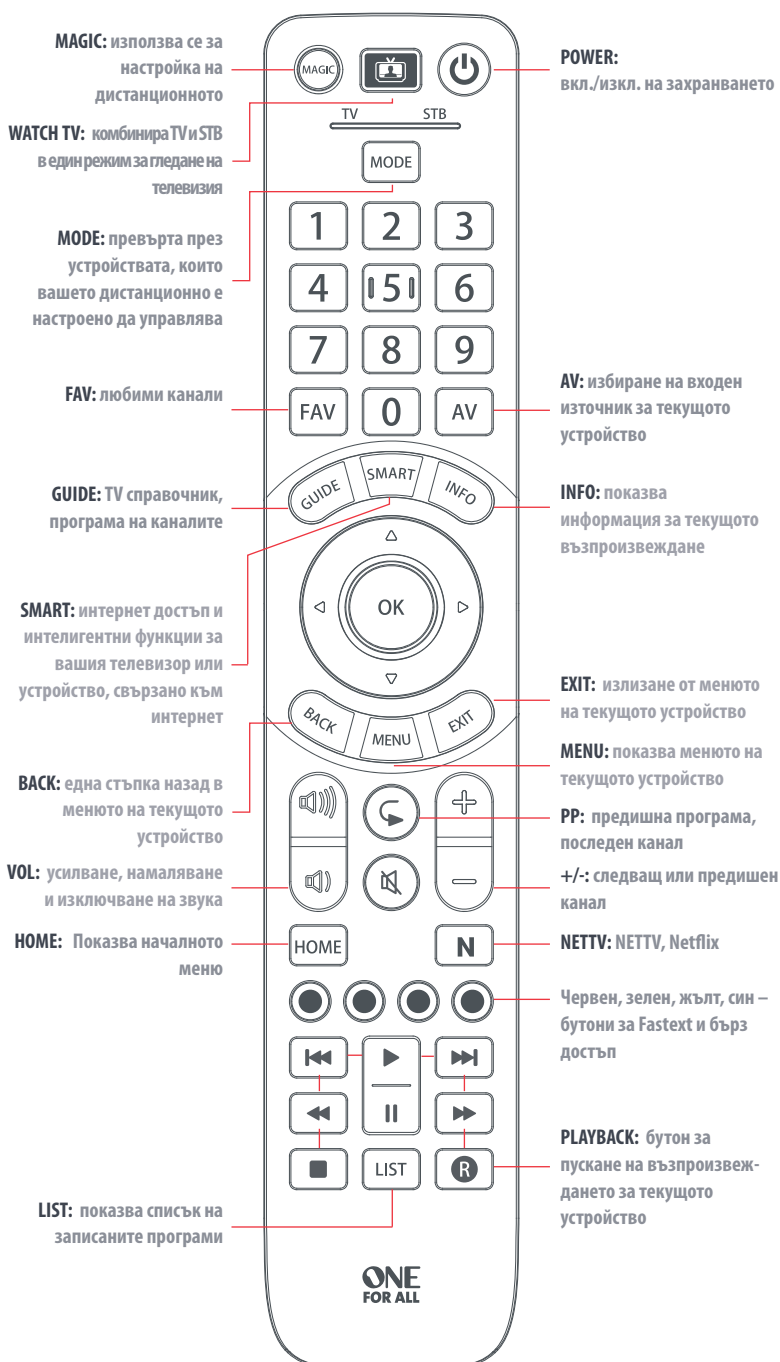 MAGIC: използва се за
настройка на
дистанционното
WATCH TV: комбинира TV и STB
в един режим за гледане на
телевизия
MODE: превърта през
устройствата, които
вашето дистанционно е
настроено да управлява
FAV: любими канали
GUIDE: TV справочник,
програма на каналите
SMART: интернет достъп и
интелигентни функции за
вашия телевизор или
устройство, свързано към
интернет
BACK: една стъпка назад в
менюто на текущото
устройство
VOL: усилване, намаляване
и изключване на звука
HOME: Показва началното
меню
LIST: показва списък на
записаните програми
MAGIC
TV STB
MODE
1 2 3
4 5 6
7 8 9
FAV 0 AV
GUIDE SMART INFO
OK
BACK MENU EXIT
HOME N
LIST R
ONE
FOR ALL
POWER:
вкл./изкл. на захранването
AV: избиране на входен
източник за текущото
устройство
INFO: показва
информация за текущото
възпроизвеждане
EXIT: излизане от менюто
на текущото устройство
MENU: показва менюто на
текущото устройство
PP: предишна програма,
последен канал
+/-: следващ или предишен
канал
NETTV: NETTV, Netflix
Червен, зелен, жълт, син –
бутони за Fastext и бърз
достъп
PLAYBACK: бутон за
пускане на възпроизвеж-
дането за текущото
устройство